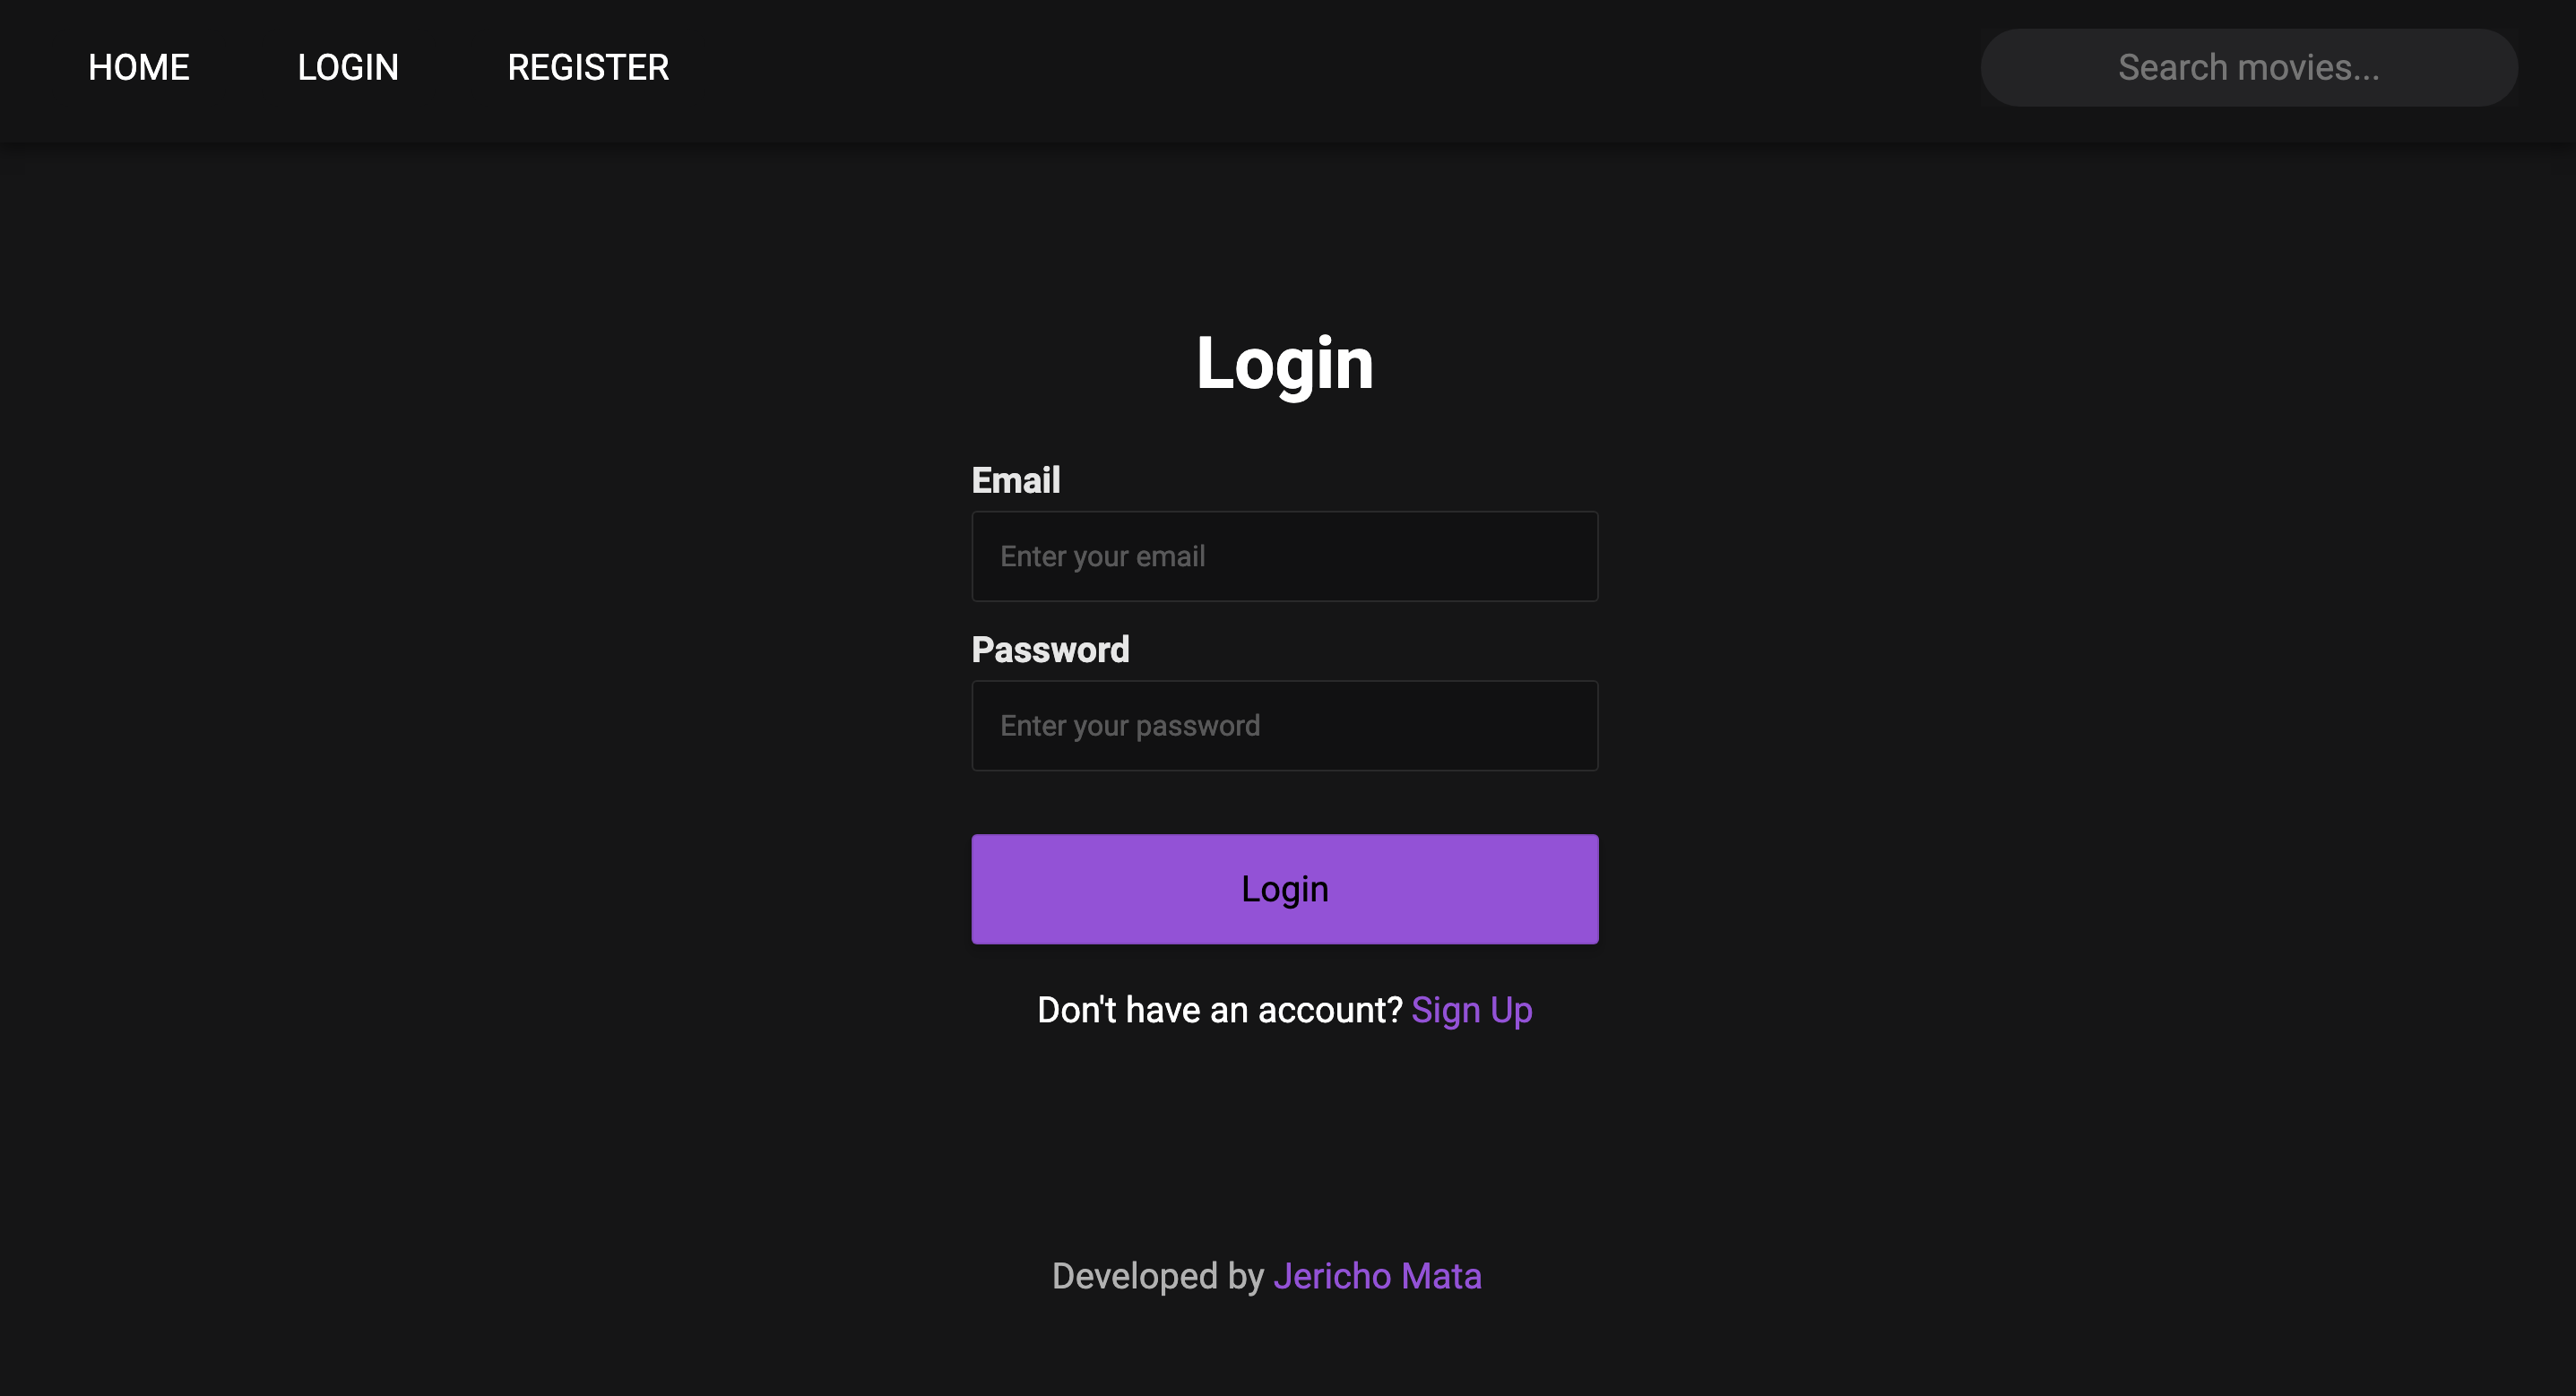 HOME LOGIN REGISTER Search movies...
Login
Email
Enter your email
Password
Enter your password
Login
Don't have an account? Sign Up
Developed by Jericho Mata